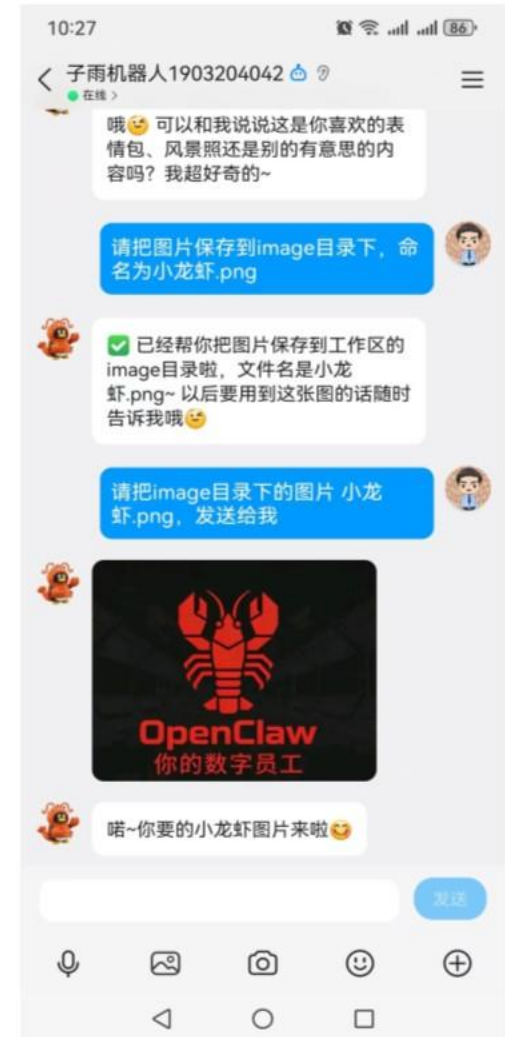 10:27
86
子雨机器人1903204042
在线 >
哦😉 可以和我说说这是你喜欢的表
情包、风景照还是别的有意思的内
容吗？我超好奇的~
请把图片保存到image目录下，命
名为小龙虾.png
✅ 已经帮你把图片保存到工作区的
image目录啦，文件名是小龙
虾.png~ 以后要用到这张图的话随时
告诉我哦😉
请把image目录下的图片 小龙
虾.png，发送给我
OpenClaw
你的数字员工
喏~你要的小龙虾图片来啦😋
发送